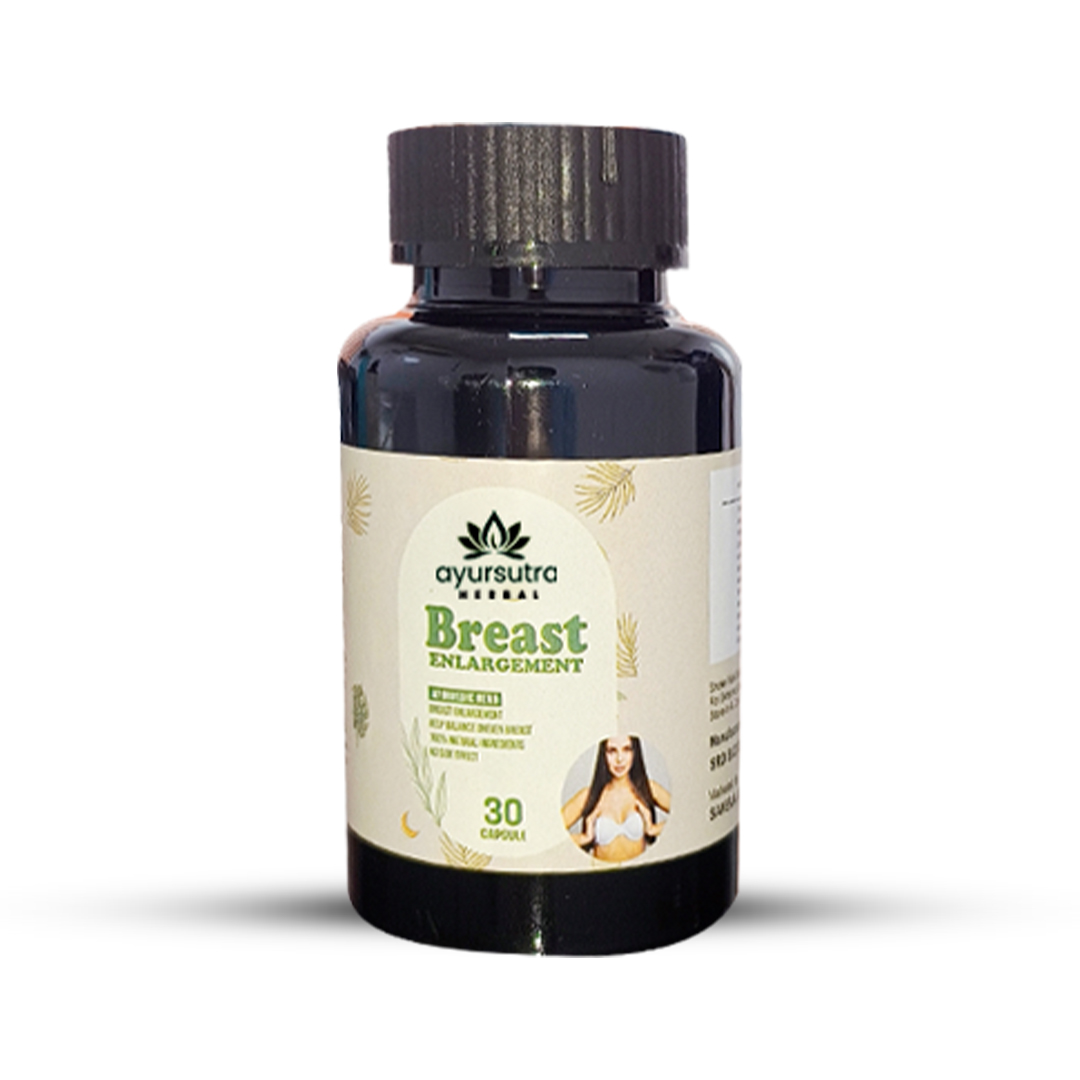 ayursutra
HERBAL
Breast
ENLARGEMENT
AYURVEDIC HERB
BREAST ENLARGEMENT
HELP BALANCE UNEVEN BREAST
100% NATURAL INGREDIENTS
NO SIDE EFFECT
30
CAPSULE